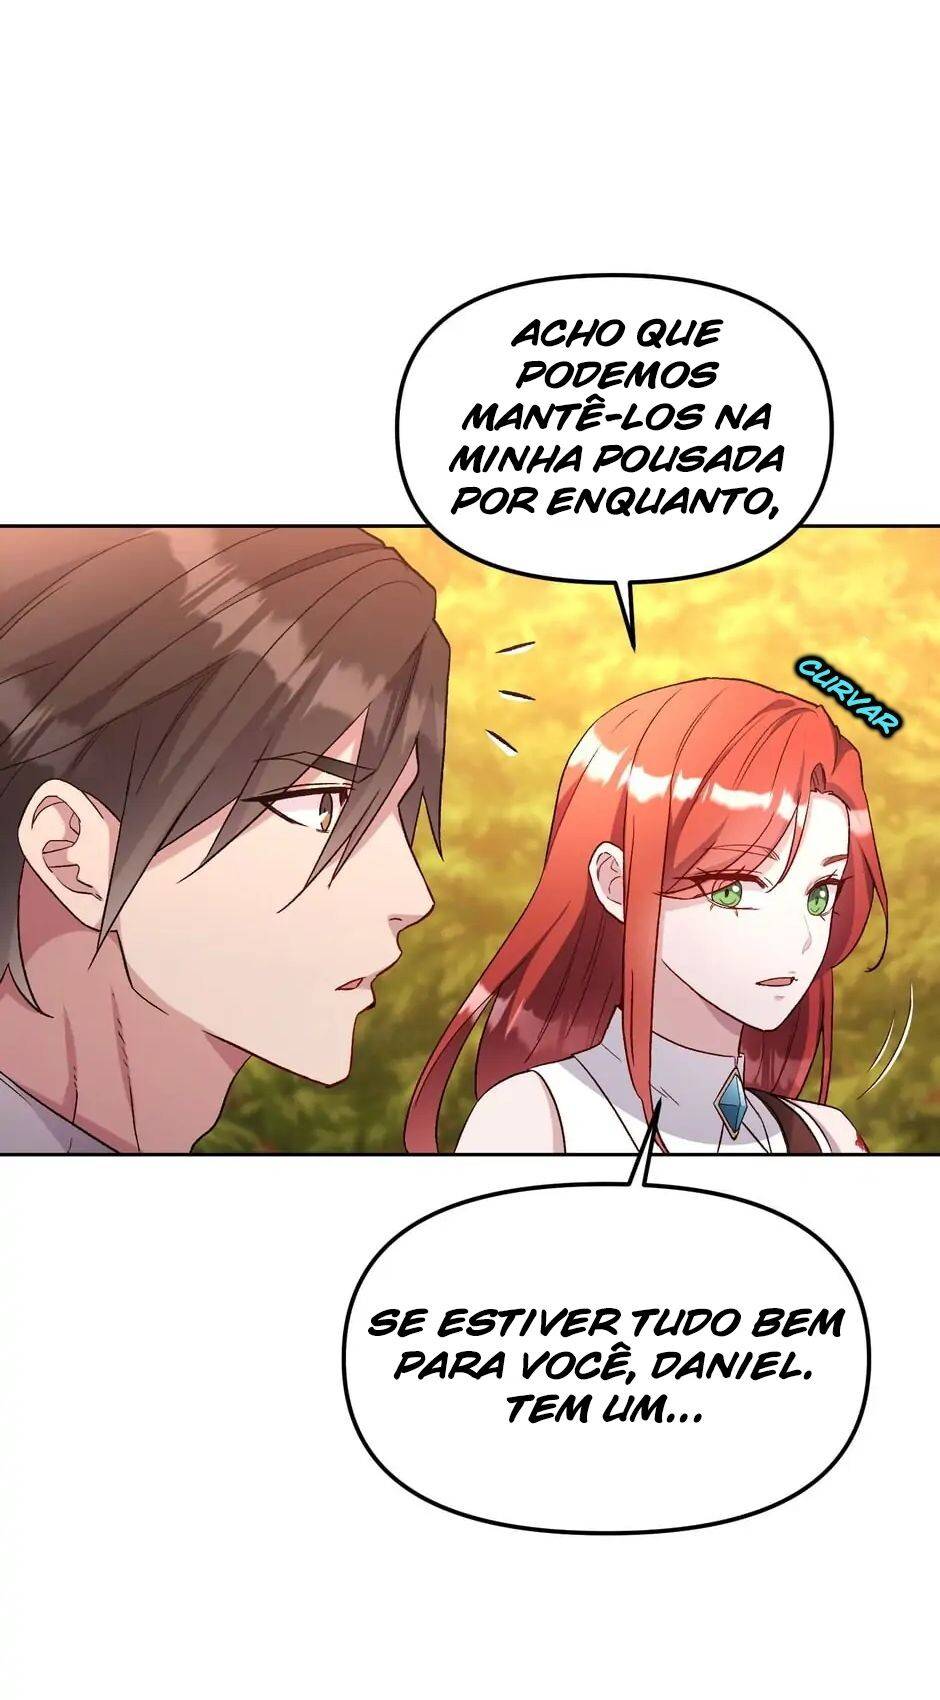 ACHO QUE
PODEMOS
MANTÊ-LOS NA
MINHA POUSADA
POR ENQUANTO,
CURVAR
SE ESTIVER TUDO BEM
PARA VOCÊ, DANIEL.
TEM UM...